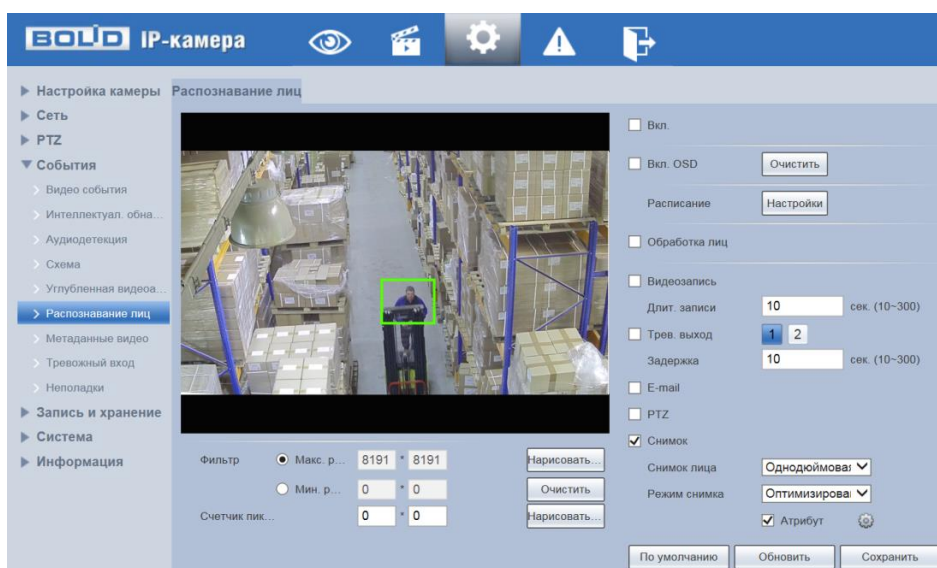 BOLID IP-камера
Настройка камеры
Сеть
PTZ
События
Видео события
Интеллектуал. обна...
Аудиодетекция
Схема
Углубленная видеоа...
Распознавание лиц
Метаданные видео
Тревожный вход
Неполадки
Запись и хранение
Система
Информация
Распознавание лиц
Фильтр Макс. р... 8191 * 8191 Нарисовать...
Мин. р... 0 * 0 Очистить
Счетчик пик... 0 * 0 Нарисовать...
Вкл.
Вкл. OSD Очистить
Расписание Настройки
Обработка лиц
Видеозапись
Длит. записи 10 сек. (10~300)
Трев. выход 1 2
Задержка 10 сек. (10~300)
E-mail
PTZ
Снимок
Снимок лица Однодюймовая
Режим снимка Оптимизирова
Атрибут
По умолчанию Обновить Сохранить